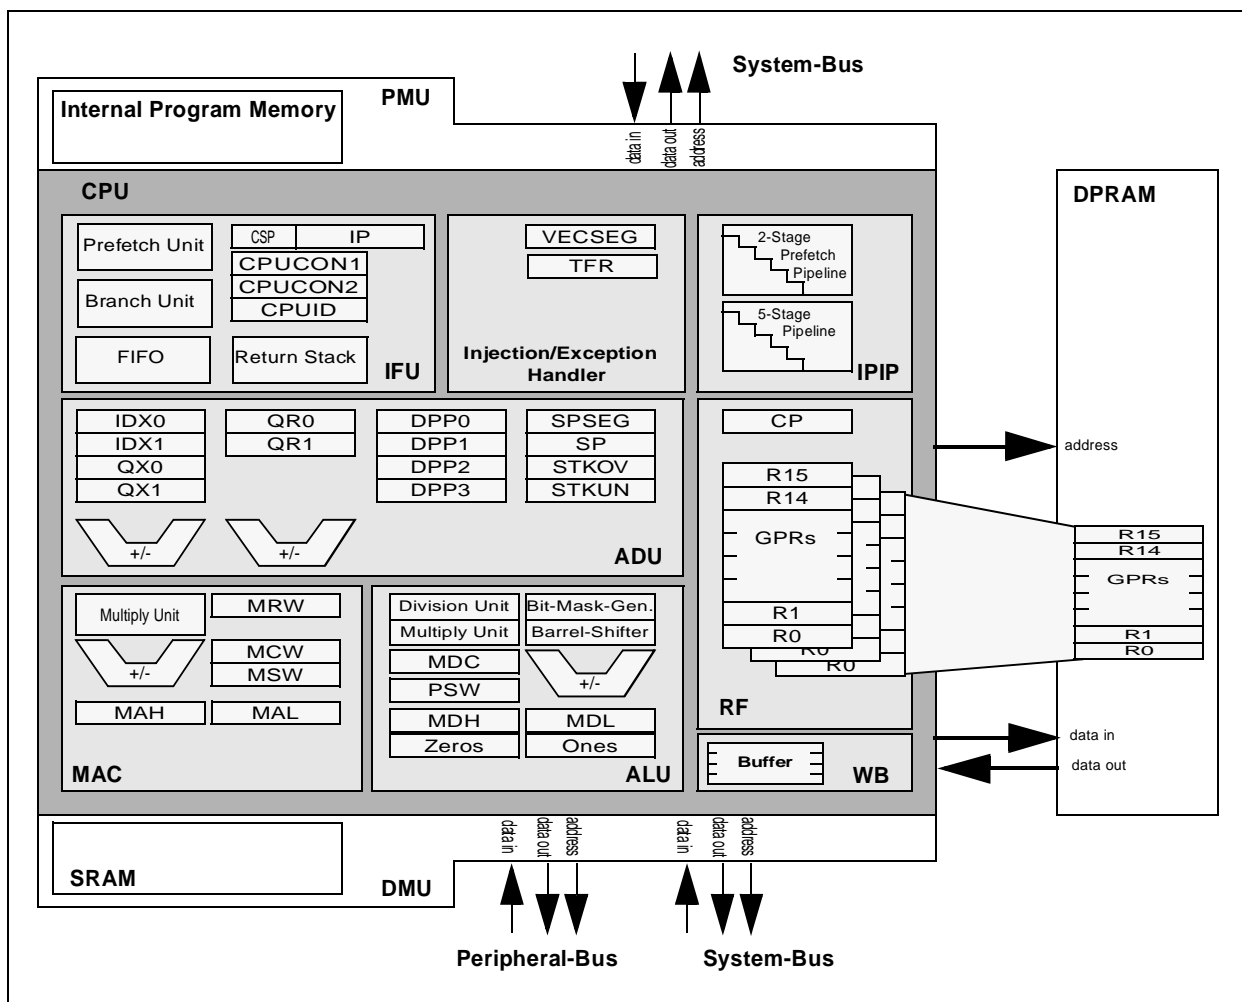 System-Bus
PMU
Internal Program Memory
data in
data out
address
CPU
DPRAM
Prefetch Unit
CSP
IP
CPUCON1
CPUCON2
CPUID
Branch Unit
FIFO
Return Stack
IFU
VECSEG
TFR
Injection/Exception
Handler
2-Stage
Prefetch
Pipeline
5-Stage
Pipeline
IPIP
IDX0
IDX1
QX0
QX1
QR0
QR1
DPP0
DPP1
DPP2
DPP3
SPSEG
SP
STKOV
STKUN
+/-
+/-
ADU
CP
R15
R14
GPRs
R1
R0
R0
R0
RF
address
R15
R14
GPRs
R1
R0
Multiply Unit
MRW
+/-
MCW
MSW
MAH
MAL
MAC
Division Unit
Bit-Mask-Gen.
Multiply Unit
Barrel-Shifter
MDC
PSW
+/-
MDH
MDL
Zeros
Ones
ALU
Buffer
WB
data in
data out
SRAM
DMU
data in
data out
address
data in
data out
address
Peripheral-Bus
System-Bus